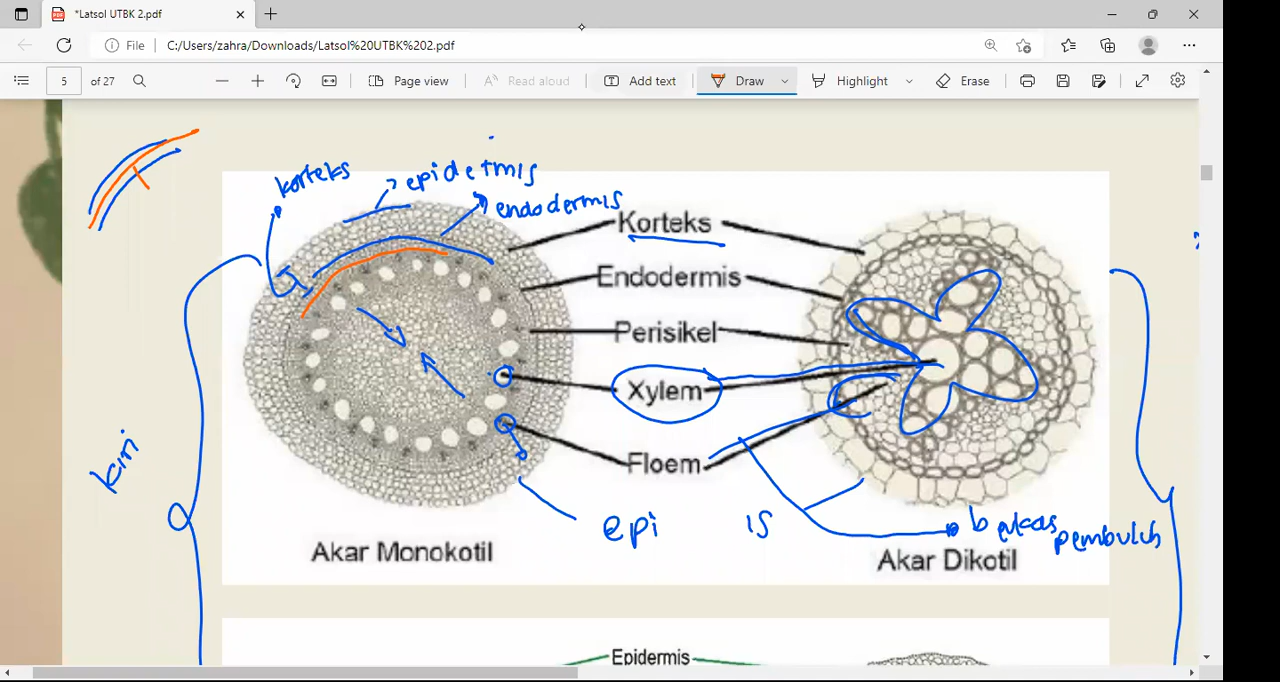 *Latsol UTBK 2.pdf
File C:/Users/zahra/Downloads/Latsol%20UTBK%202.pdf
5 of 27 Page view Read aloud Add text Draw Highlight Erase
korteks
epidermis
endodermis
Korteks
Endodermis
Perisikel
Xylem
Floem
kiri
epi is
berkas
pembuluh
Akar Monokotil
Akar Dikotil
Epidermis